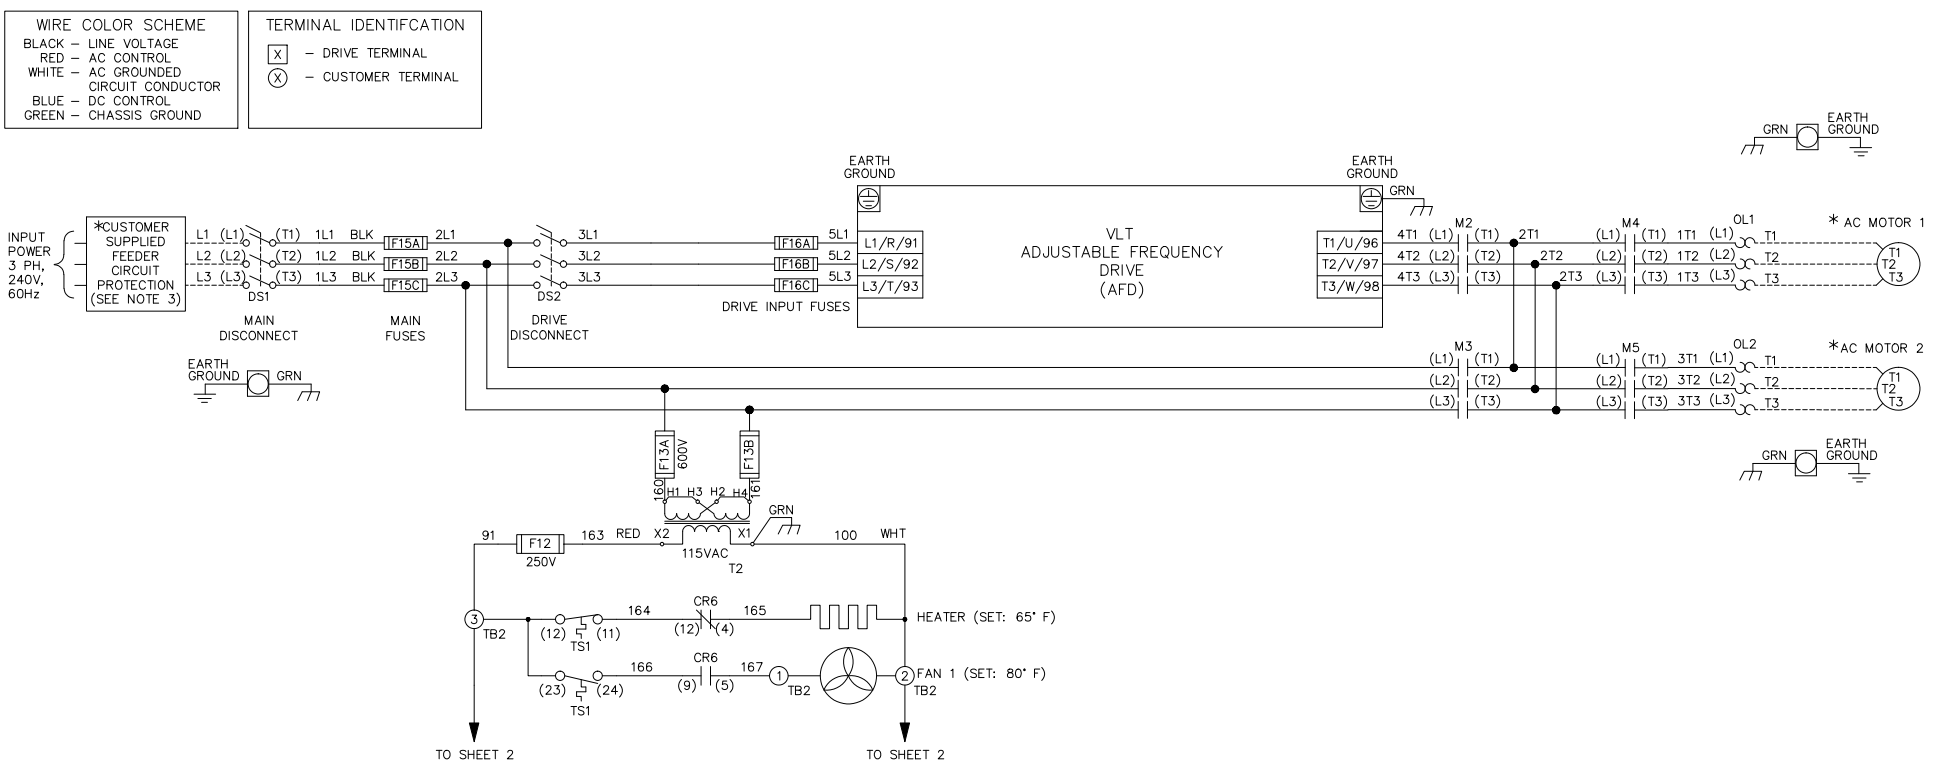 WIRE COLOR SCHEME
BLACK – LINE VOLTAGE
RED – AC CONTROL
WHITE – AC GROUNDED
CIRCUIT CONDUCTOR
BLUE – DC CONTROL
GREEN – CHASSIS GROUND
TERMINAL IDENTIFCATION
X – DRIVE TERMINAL
X – CUSTOMER TERMINAL
GRN
EARTH
GROUND
INPUT
POWER
3 PH,
240V,
60Hz
*CUSTOMER
SUPPLIED
FEEDER
CIRCUIT
PROTECTION
(SEE NOTE 3)
L1 (L1) (T1) 1L1 BLK F15A 2L1 3L1 F16A 5L1 L1/R/91
L2 (L2) (T2) 1L2 BLK F15B 2L2 3L2 F16B 5L2 L2/S/92
L3 (L3) (T3) 1L3 BLK F15C 2L3 3L3 F16C 5L3 L3/T/93
DS1
MAIN
DISCONNECT
MAIN
FUSES
DS2
DRIVE
DISCONNECT
DRIVE INPUT FUSES
EARTH
GROUND
VLT
ADJUSTABLE FREQUENCY
DRIVE
(AFD)
EARTH
GROUND
GRN
M2 M4 OL1 * AC MOTOR 1
T1/U/96 4T1 (L1) (T1) 2T1 (L1) (T1) 1T1 (L1) T1
T2/V/97 4T2 (L2) (T2) 2T2 (L2) (T2) 1T2 (L2) T2
T3/W/98 4T3 (L3) (T3) 2T3 (L3) (T3) 1T3 (L3) T3
T1
T2
T3
EARTH
GROUND
GRN
M3 M5 OL2 *AC MOTOR 2
(L1) (T1) (L1) (T1) 3T1 (L1) T1
(L2) (T2) (L2) (T2) 3T2 (L2) T2
(L3) (T3) (L3) (T3) 3T3 (L3) T3
T1
T2
T3
GRN
EARTH
GROUND
F13A
600V
F13B
160
161
H1 H3 H2 H4
GRN
91 F12 163 RED X2 X1 100 WHT
250V
115VAC
T2
3
TB2
(12) (11)
TS1
164
CR6
(12) (4)
165
HEATER (SET: 65° F)
(23) (24)
TS1
166
CR6
(9) (5)
167
1
TB2
2
TB2
FAN 1 (SET: 80° F)
TO SHEET 2
TO SHEET 2